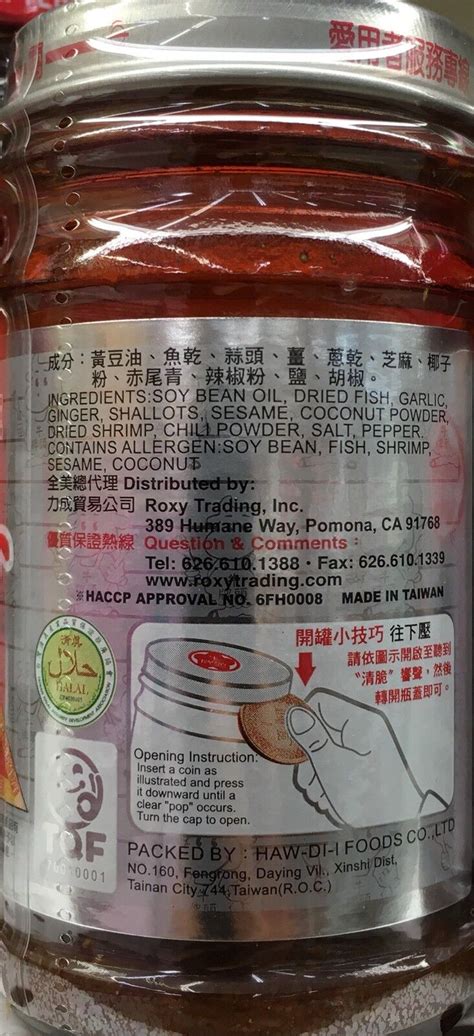 愛用者服務專線
成分：黃豆油、魚乾、蒜頭、薑、蔥乾、芝麻、椰子
粉、赤尾青、辣椒粉、鹽、胡椒。
INGREDIENTS:SOY BEAN OIL, DRIED FISH, GARLIC,
GINGER, SHALLOTS, SESAME, COCONUT POWDER,
DRIED SHRIMP, CHILI POWDER, SALT, PEPPER.
CONTAINS ALLERGEN:SOY BEAN, FISH, SHRIMP,
SESAME, COCONUT
全美總代理 Distributed by:
力成貿易公司 Roxy Trading, Inc.
389 Humane Way, Pomona, CA 91768
優質保證熱線 Question & Comments :
Tel: 626.610.1388 • Fax: 626.610.1339
www.roxytrading.com
※HACCP APPROVAL NO. 6FH0008 MADE IN TAIWAN
開罐小技巧 往下壓
請依圖示開啟至聽到
"清脆"響聲，然後
轉開瓶蓋即可。
حلال
HALAL
Opening Instruction:
Insert a coin as
illustrated and press
it downward until a
clear "pop" occurs.
Turn the cap to open.
TQF
PACKED BY : HAW-DI-I FOODS CO.,LTD
NO.160, Fengrong, Daying Vil., Xinshi Dist,
Tainan City 744,Taiwan(R.O.C.)